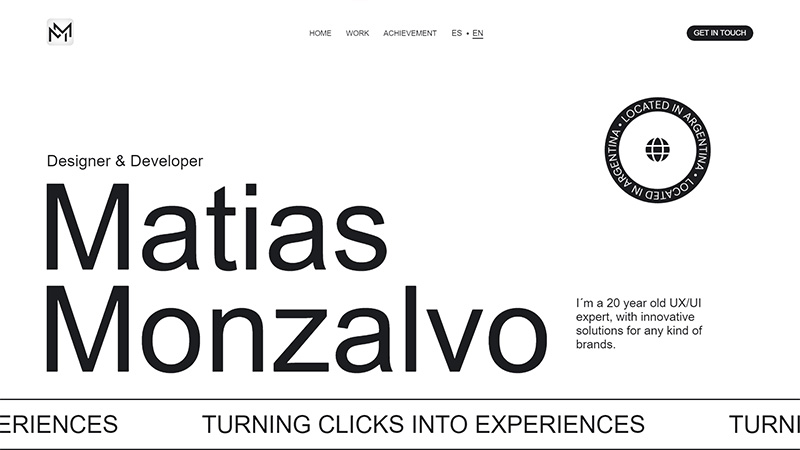 HOME WORK ACHIEVEMENT ES • EN
GET IN TOUCH
LOCATED IN ARGENTINA • LOCATED IN ARGENTINA •
Designer & Developer
Matias
Monzalvo
I´m a 20 year old UX/UI
expert, with innovative
solutions for any kind of
brands.
ERIENCES TURNING CLICKS INTO EXPERIENCES TURNI